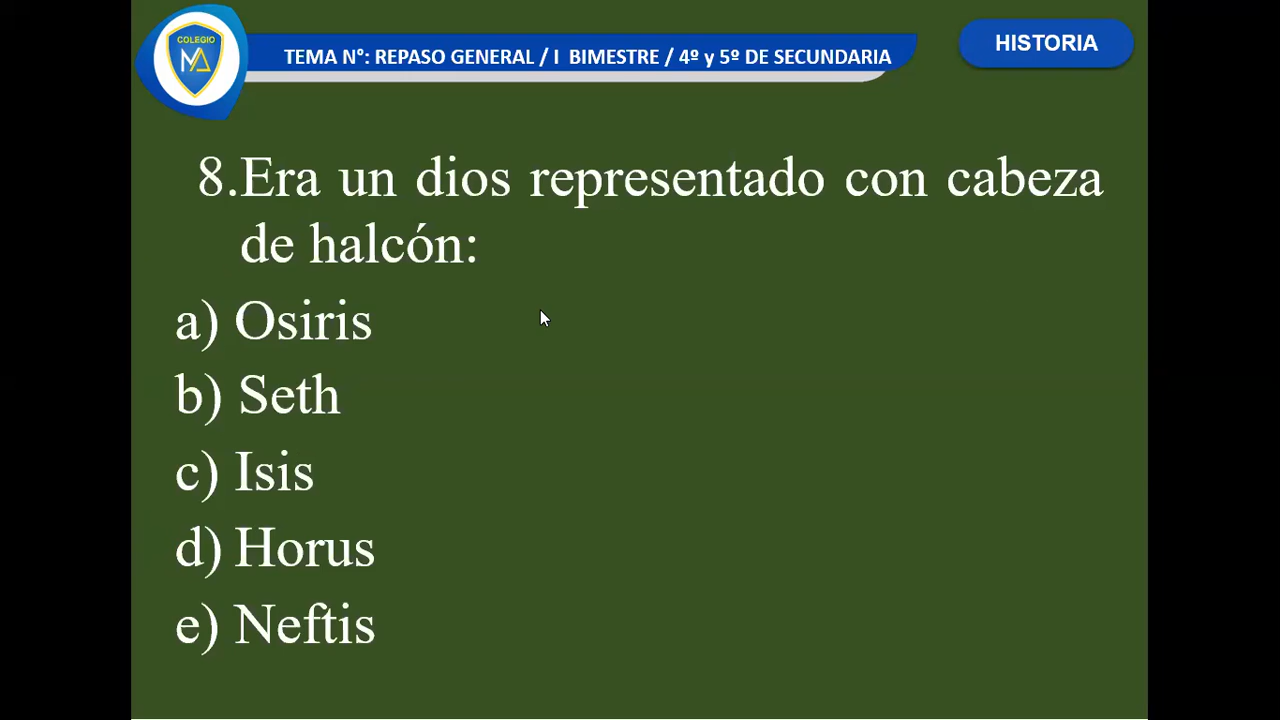 COLEGIO
MA
TEMA N°: REPASO GENERAL / I BIMESTRE / 4º y 5º DE SECUNDARIA
HISTORIA
8.Era un dios representado con cabeza
de halcón:
a) Osiris
b) Seth
c) Isis
d) Horus
e) Neftis